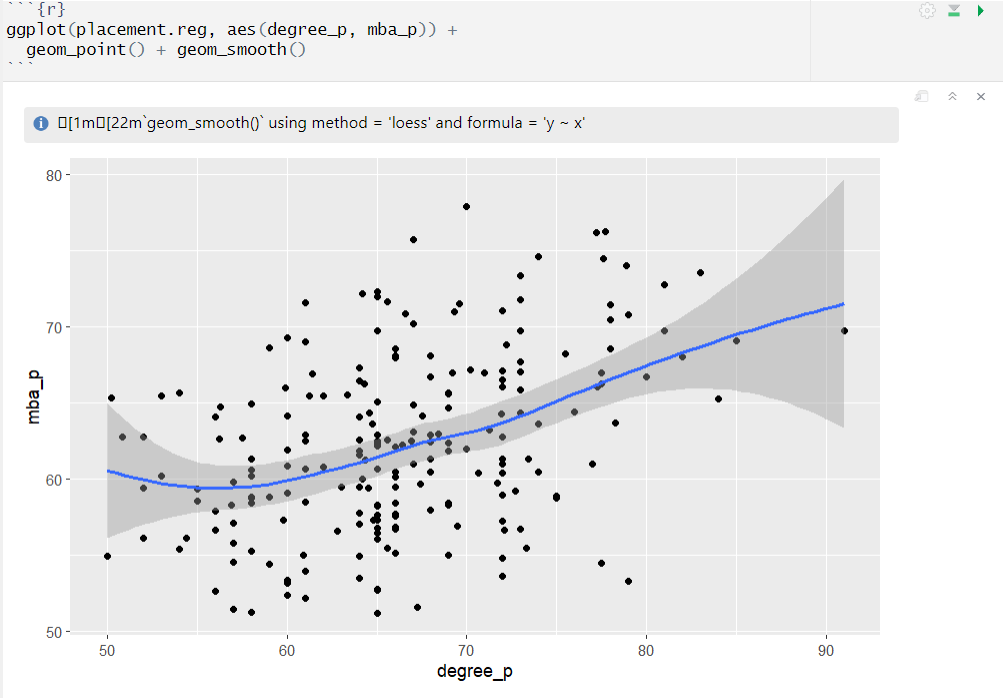 ```{r}
ggplot(placement.reg, aes(degree_p, mba_p)) +
  geom_point() + geom_smooth()
```
▯[1m▯[22m`geom_smooth()` using method = 'loess' and formula = 'y ~ x'
80
70
60
50
mba_p
50 60 70 80 90
degree_p